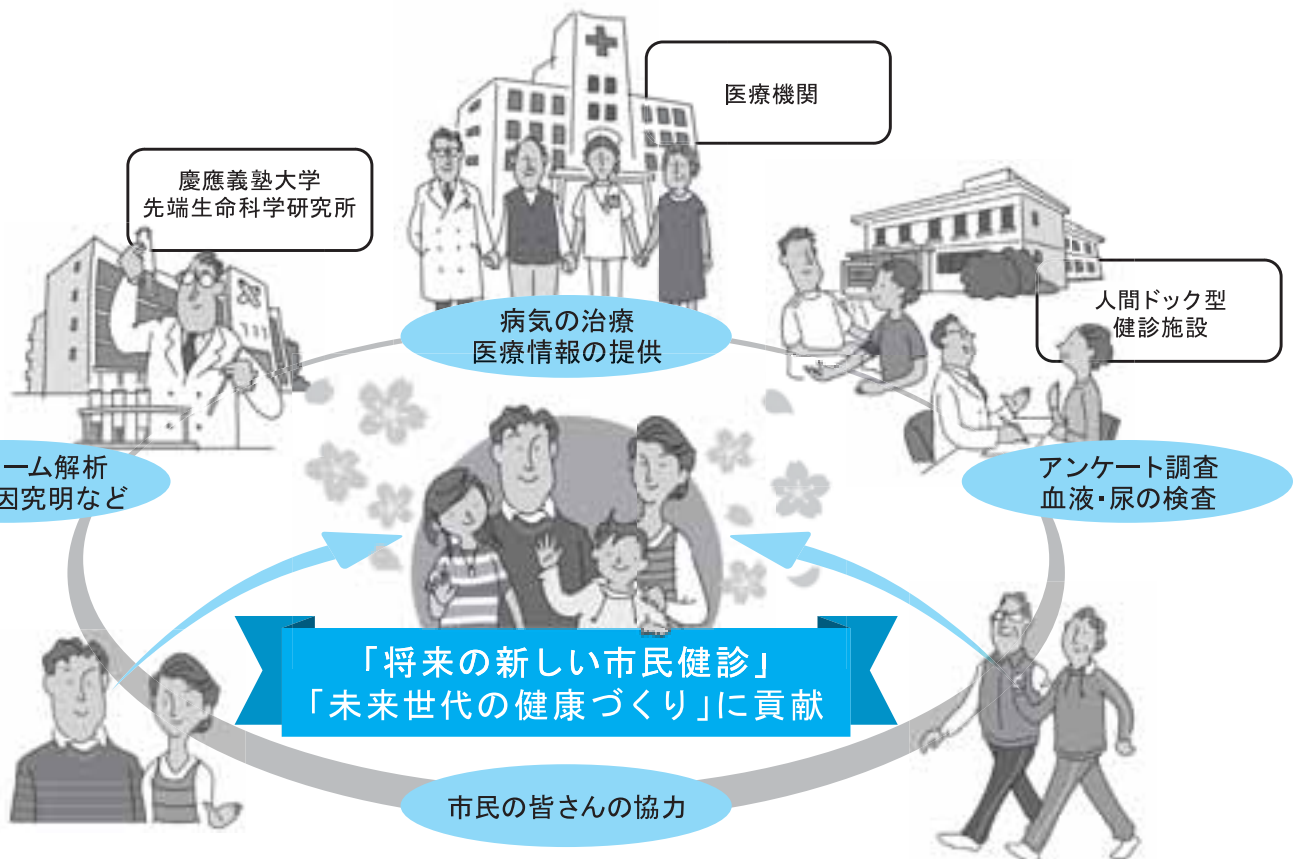 医療機関
慶應義塾大学
先端生命科学研究所
人間ドック型
健診施設
病気の治療
医療情報の提供
ーム解析
因究明など
アンケート調査
血液・尿の検査
「将来の新しい市民健診」
「未来世代の健康づくり」に貢献
市民の皆さんの協力